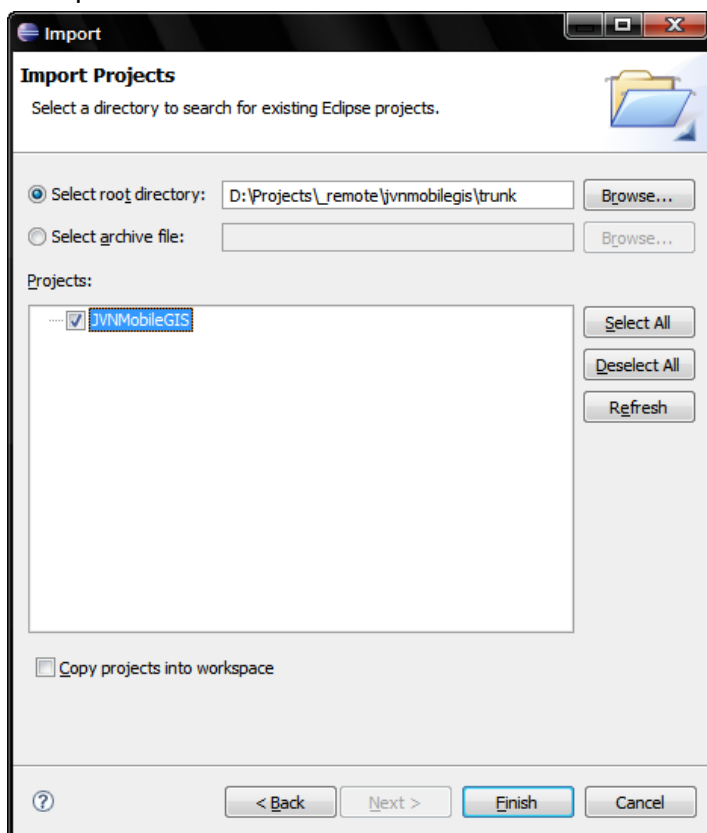 Import
Import Projects
Select a directory to search for existing Eclipse projects.
Select root directory: D:\Projects\_remote\jvnmobilegis\trunk Browse...
Select archive file: Browse...
Projects:
JVNMobileGIS
Select All
Deselect All
Refresh
Copy projects into workspace
? < Back Next > Finish Cancel